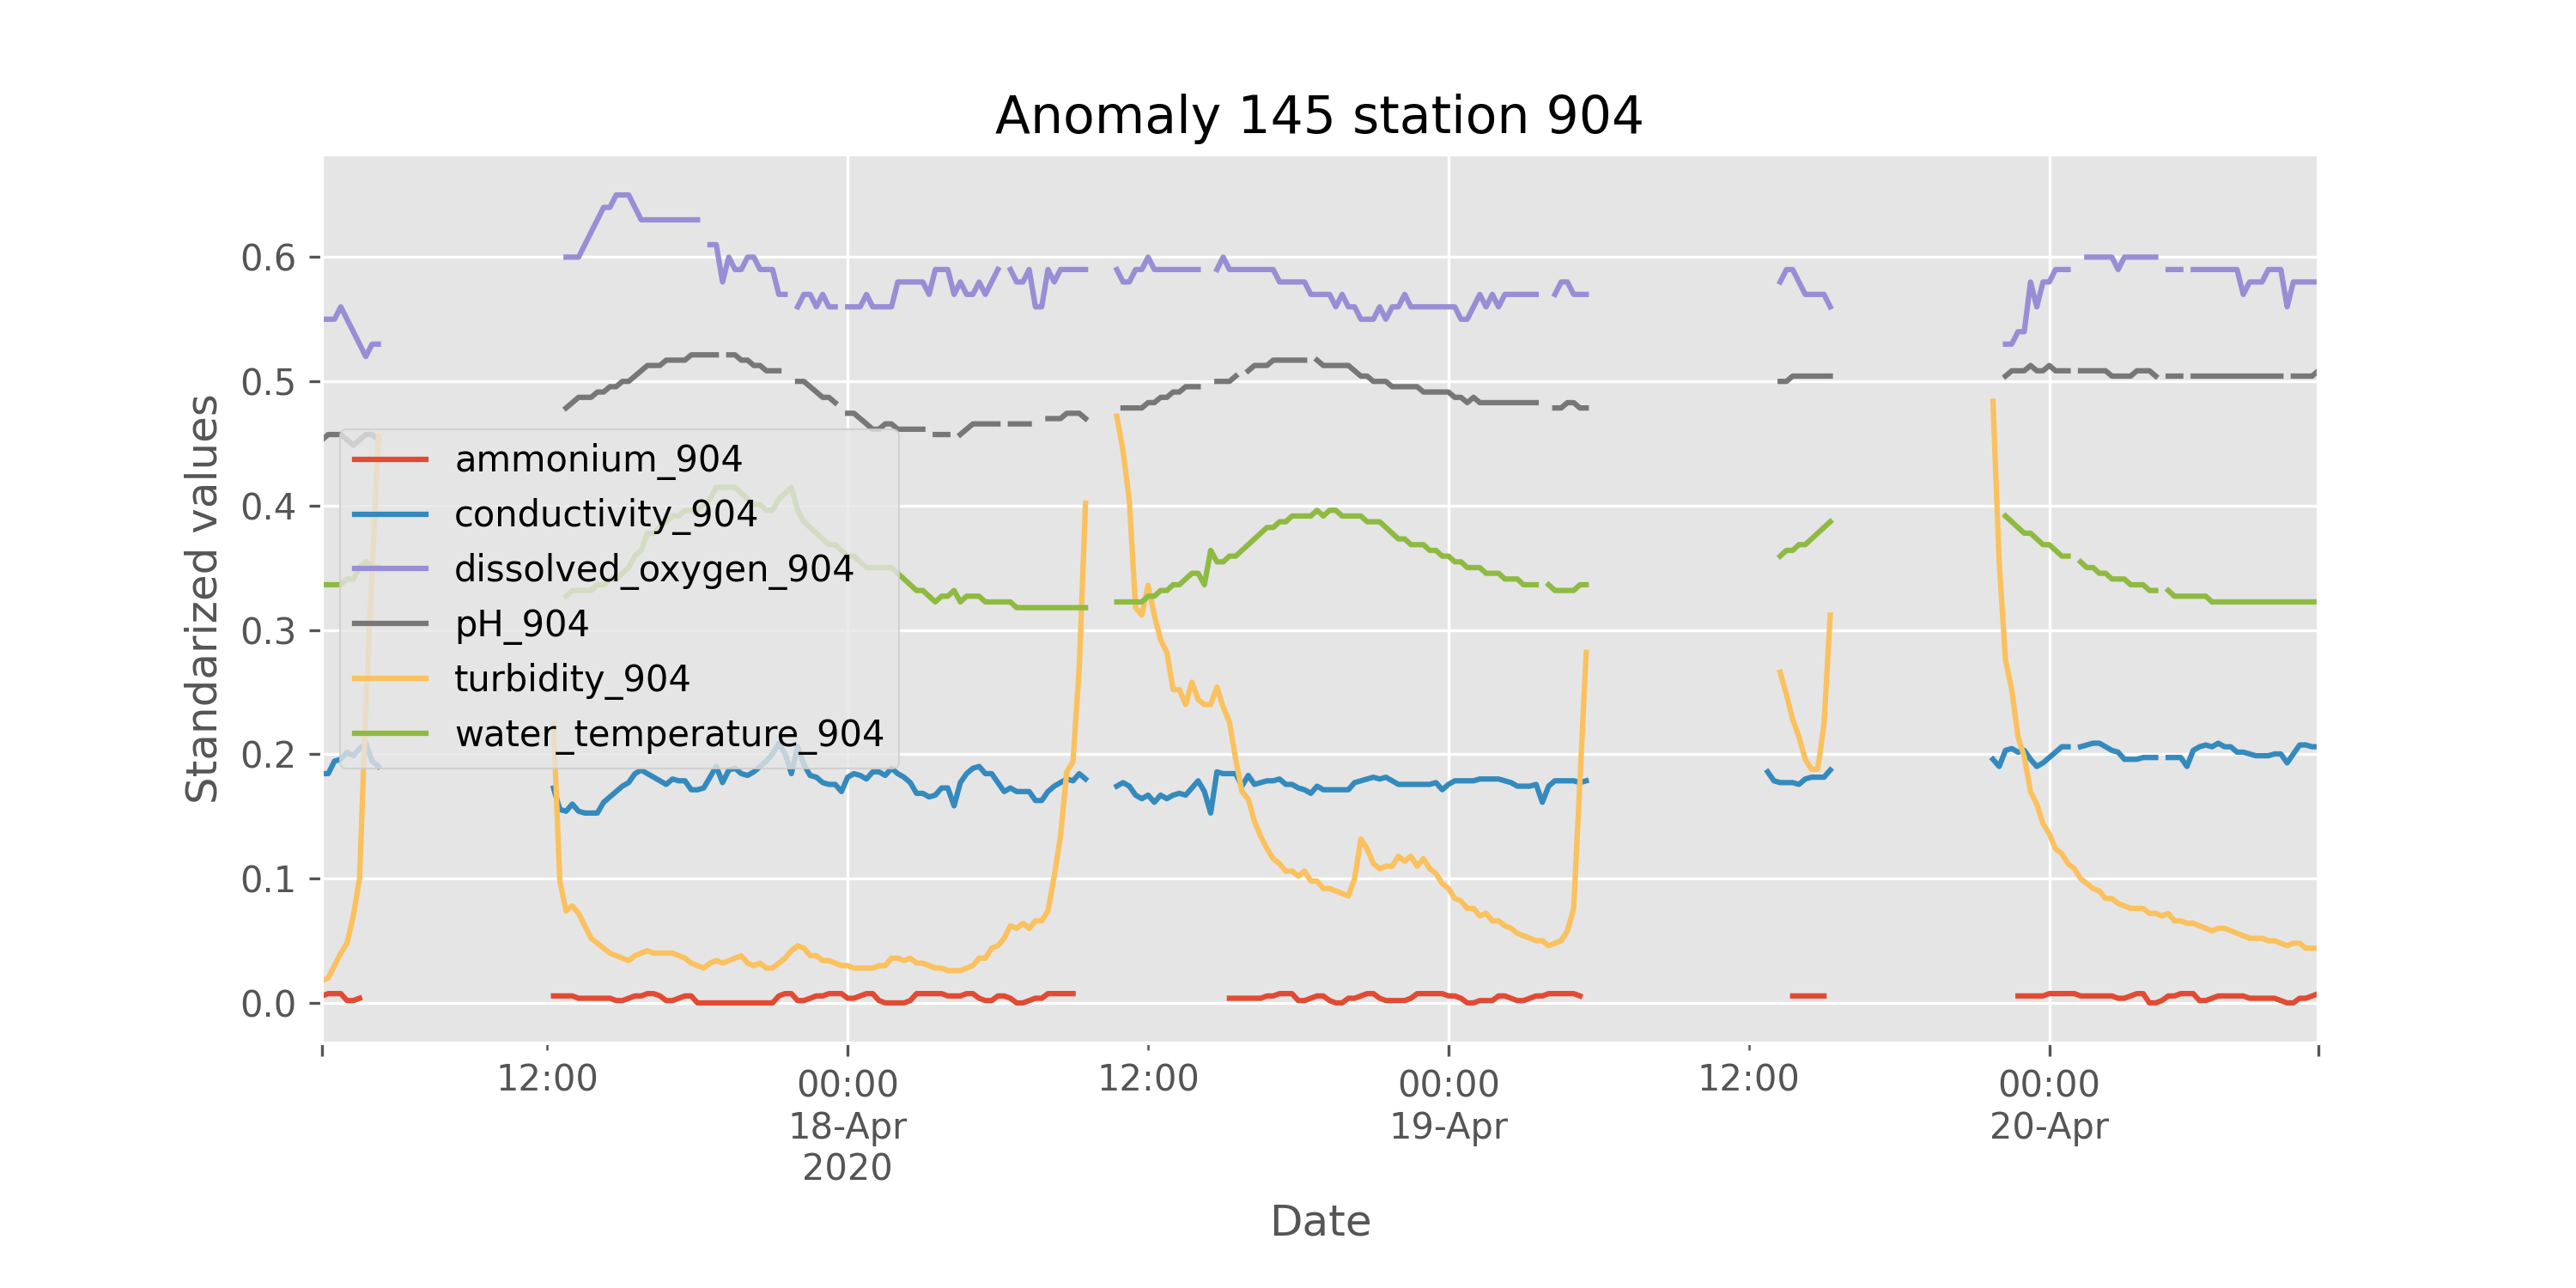 Anomaly 145 station 904
Standarized values
0.6
0.5
0.4
0.3
0.2
0.1
0.0
ammonium_904
conductivity_904
dissolved_oxygen_904
pH_904
turbidity_904
water_temperature_904
12:00
00:00
18-Apr
2020
12:00
00:00
19-Apr
12:00
00:00
20-Apr
Date